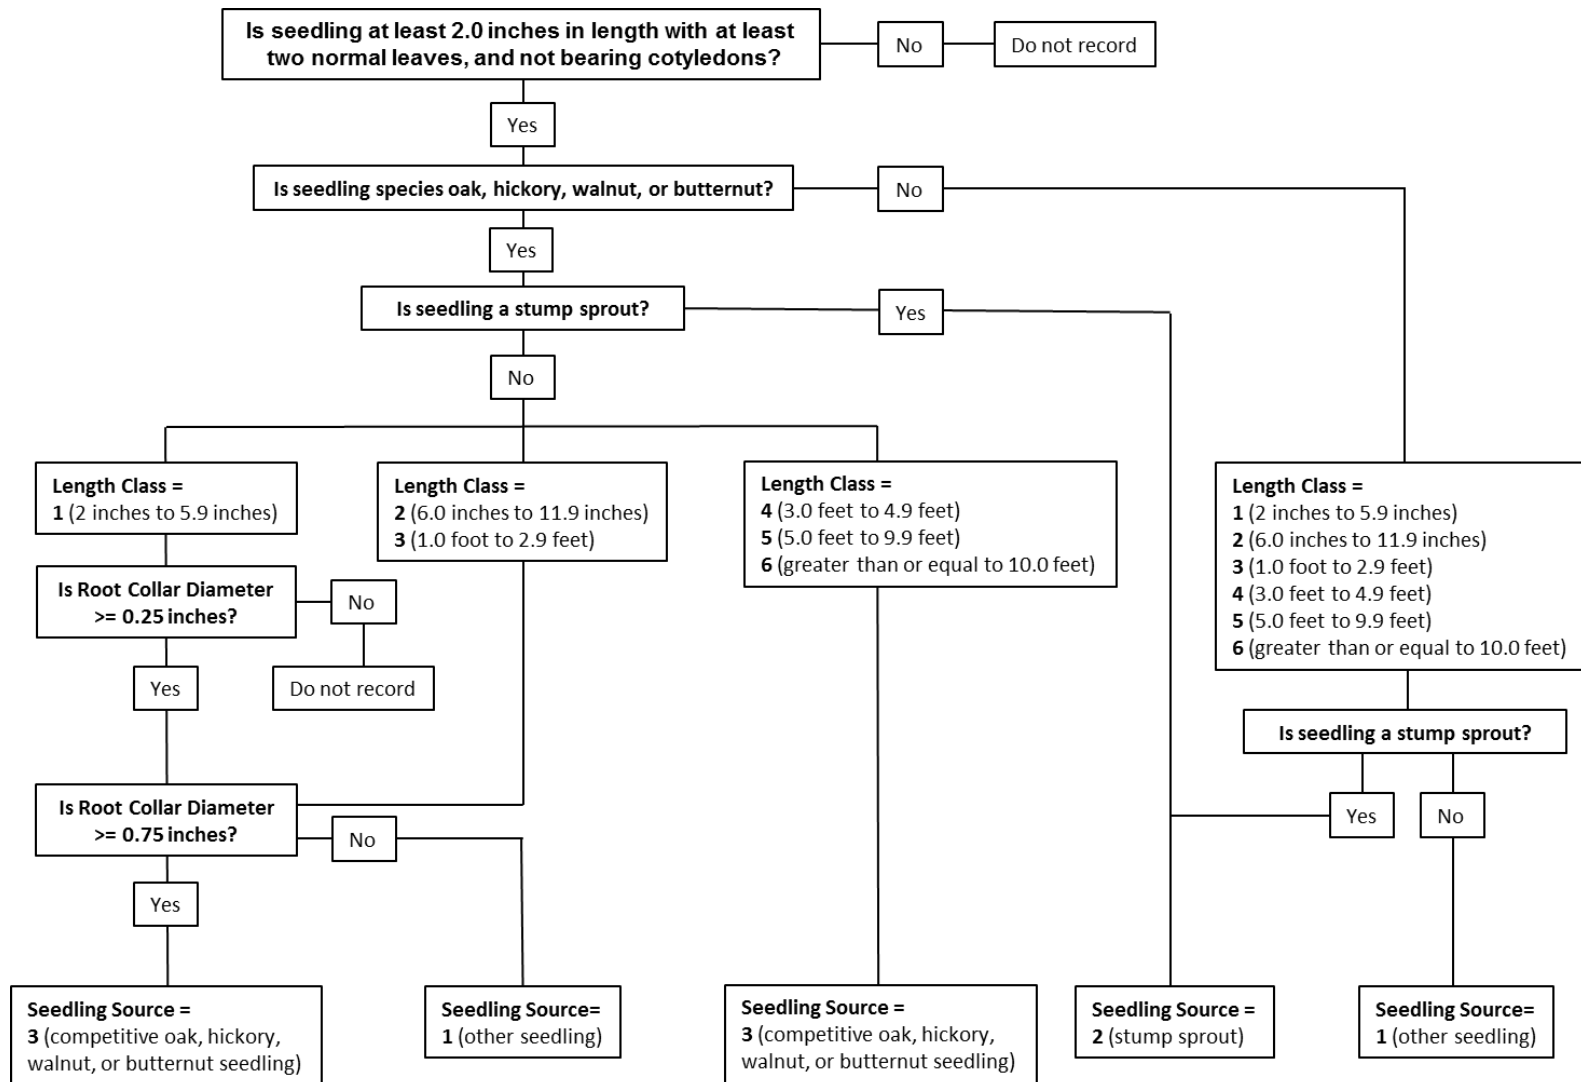 Is seedling at least 2.0 inches in length with at least
two normal leaves, and not bearing cotyledons?
No
Do not record
Yes
Is seedling species oak, hickory, walnut, or butternut?
No
Yes
Is seedling a stump sprout?
Yes
No
Length Class =
1 (2 inches to 5.9 inches)
Length Class =
2 (6.0 inches to 11.9 inches)
3 (1.0 foot to 2.9 feet)
Length Class =
4 (3.0 feet to 4.9 feet)
5 (5.0 feet to 9.9 feet)
6 (greater than or equal to 10.0 feet)
Length Class =
1 (2 inches to 5.9 inches)
2 (6.0 inches to 11.9 inches)
3 (1.0 foot to 2.9 feet)
4 (3.0 feet to 4.9 feet)
5 (5.0 feet to 9.9 feet)
6 (greater than or equal to 10.0 feet)
Is Root Collar Diameter
>= 0.25 inches?
No
Yes
Do not record
Is seedling a stump sprout?
Yes
No
Is Root Collar Diameter
>= 0.75 inches?
No
Yes
Seedling Source =
3 (competitive oak, hickory,
walnut, or butternut seedling)
Seedling Source=
1 (other seedling)
Seedling Source =
3 (competitive oak, hickory,
walnut, or butternut seedling)
Seedling Source =
2 (stump sprout)
Seedling Source=
1 (other seedling)